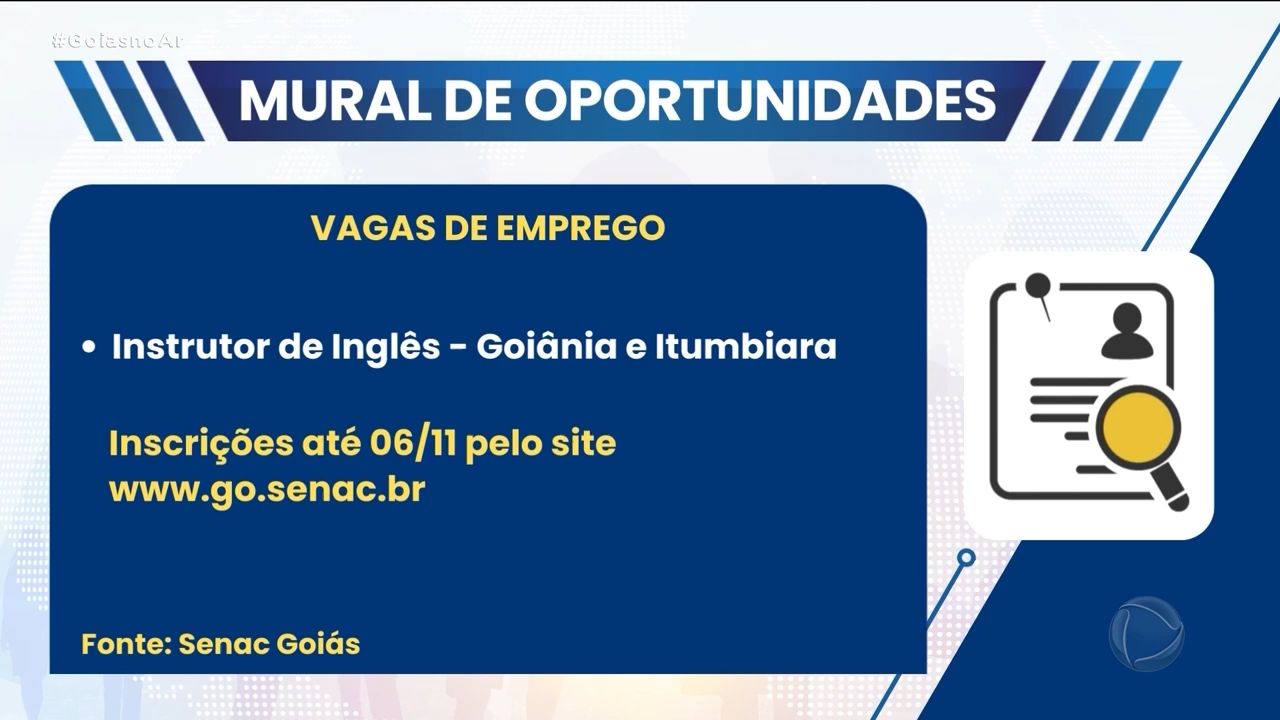 #GoiasnoAr
MURAL DE OPORTUNIDADES
VAGAS DE EMPREGO
• Instrutor de Inglês - Goiânia e Itumbiara
Inscrições até 06/11 pelo site
www.go.senac.br
Fonte: Senac Goiás